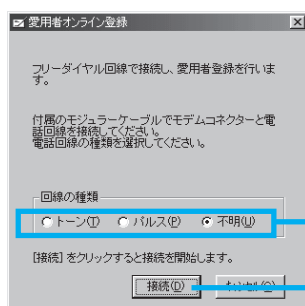 愛用者オンライン登録
フリーダイヤル回線で接続し、愛用者登録を行いま
す。
付属のモジュラーケーブルでモデムコネクターと電
話回線を接続してください。
電話回線の種類を選択してください。
回線の種類
トーン(T) パルス(P) 不明(U)
[接続] をクリックすると接続を開始します。
接続(D) キャンセル(C)